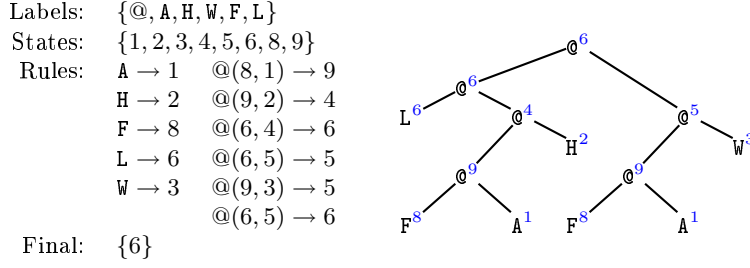 Labels: {@, A, H, W, F, L}
States: {1, 2, 3, 4, 5, 6, 8, 9}
Rules: A → 1 @(8, 1) → 9
H → 2 @(9, 2) → 4
F → 8 @(6, 4) → 6
L → 6 @(6, 5) → 5
W → 3 @(9, 3) → 5
@(6, 5) → 6
Final: {6}
@6
@6
L6 @4 @5
H2 W3
@9 @9
F8 A1 F8 A1